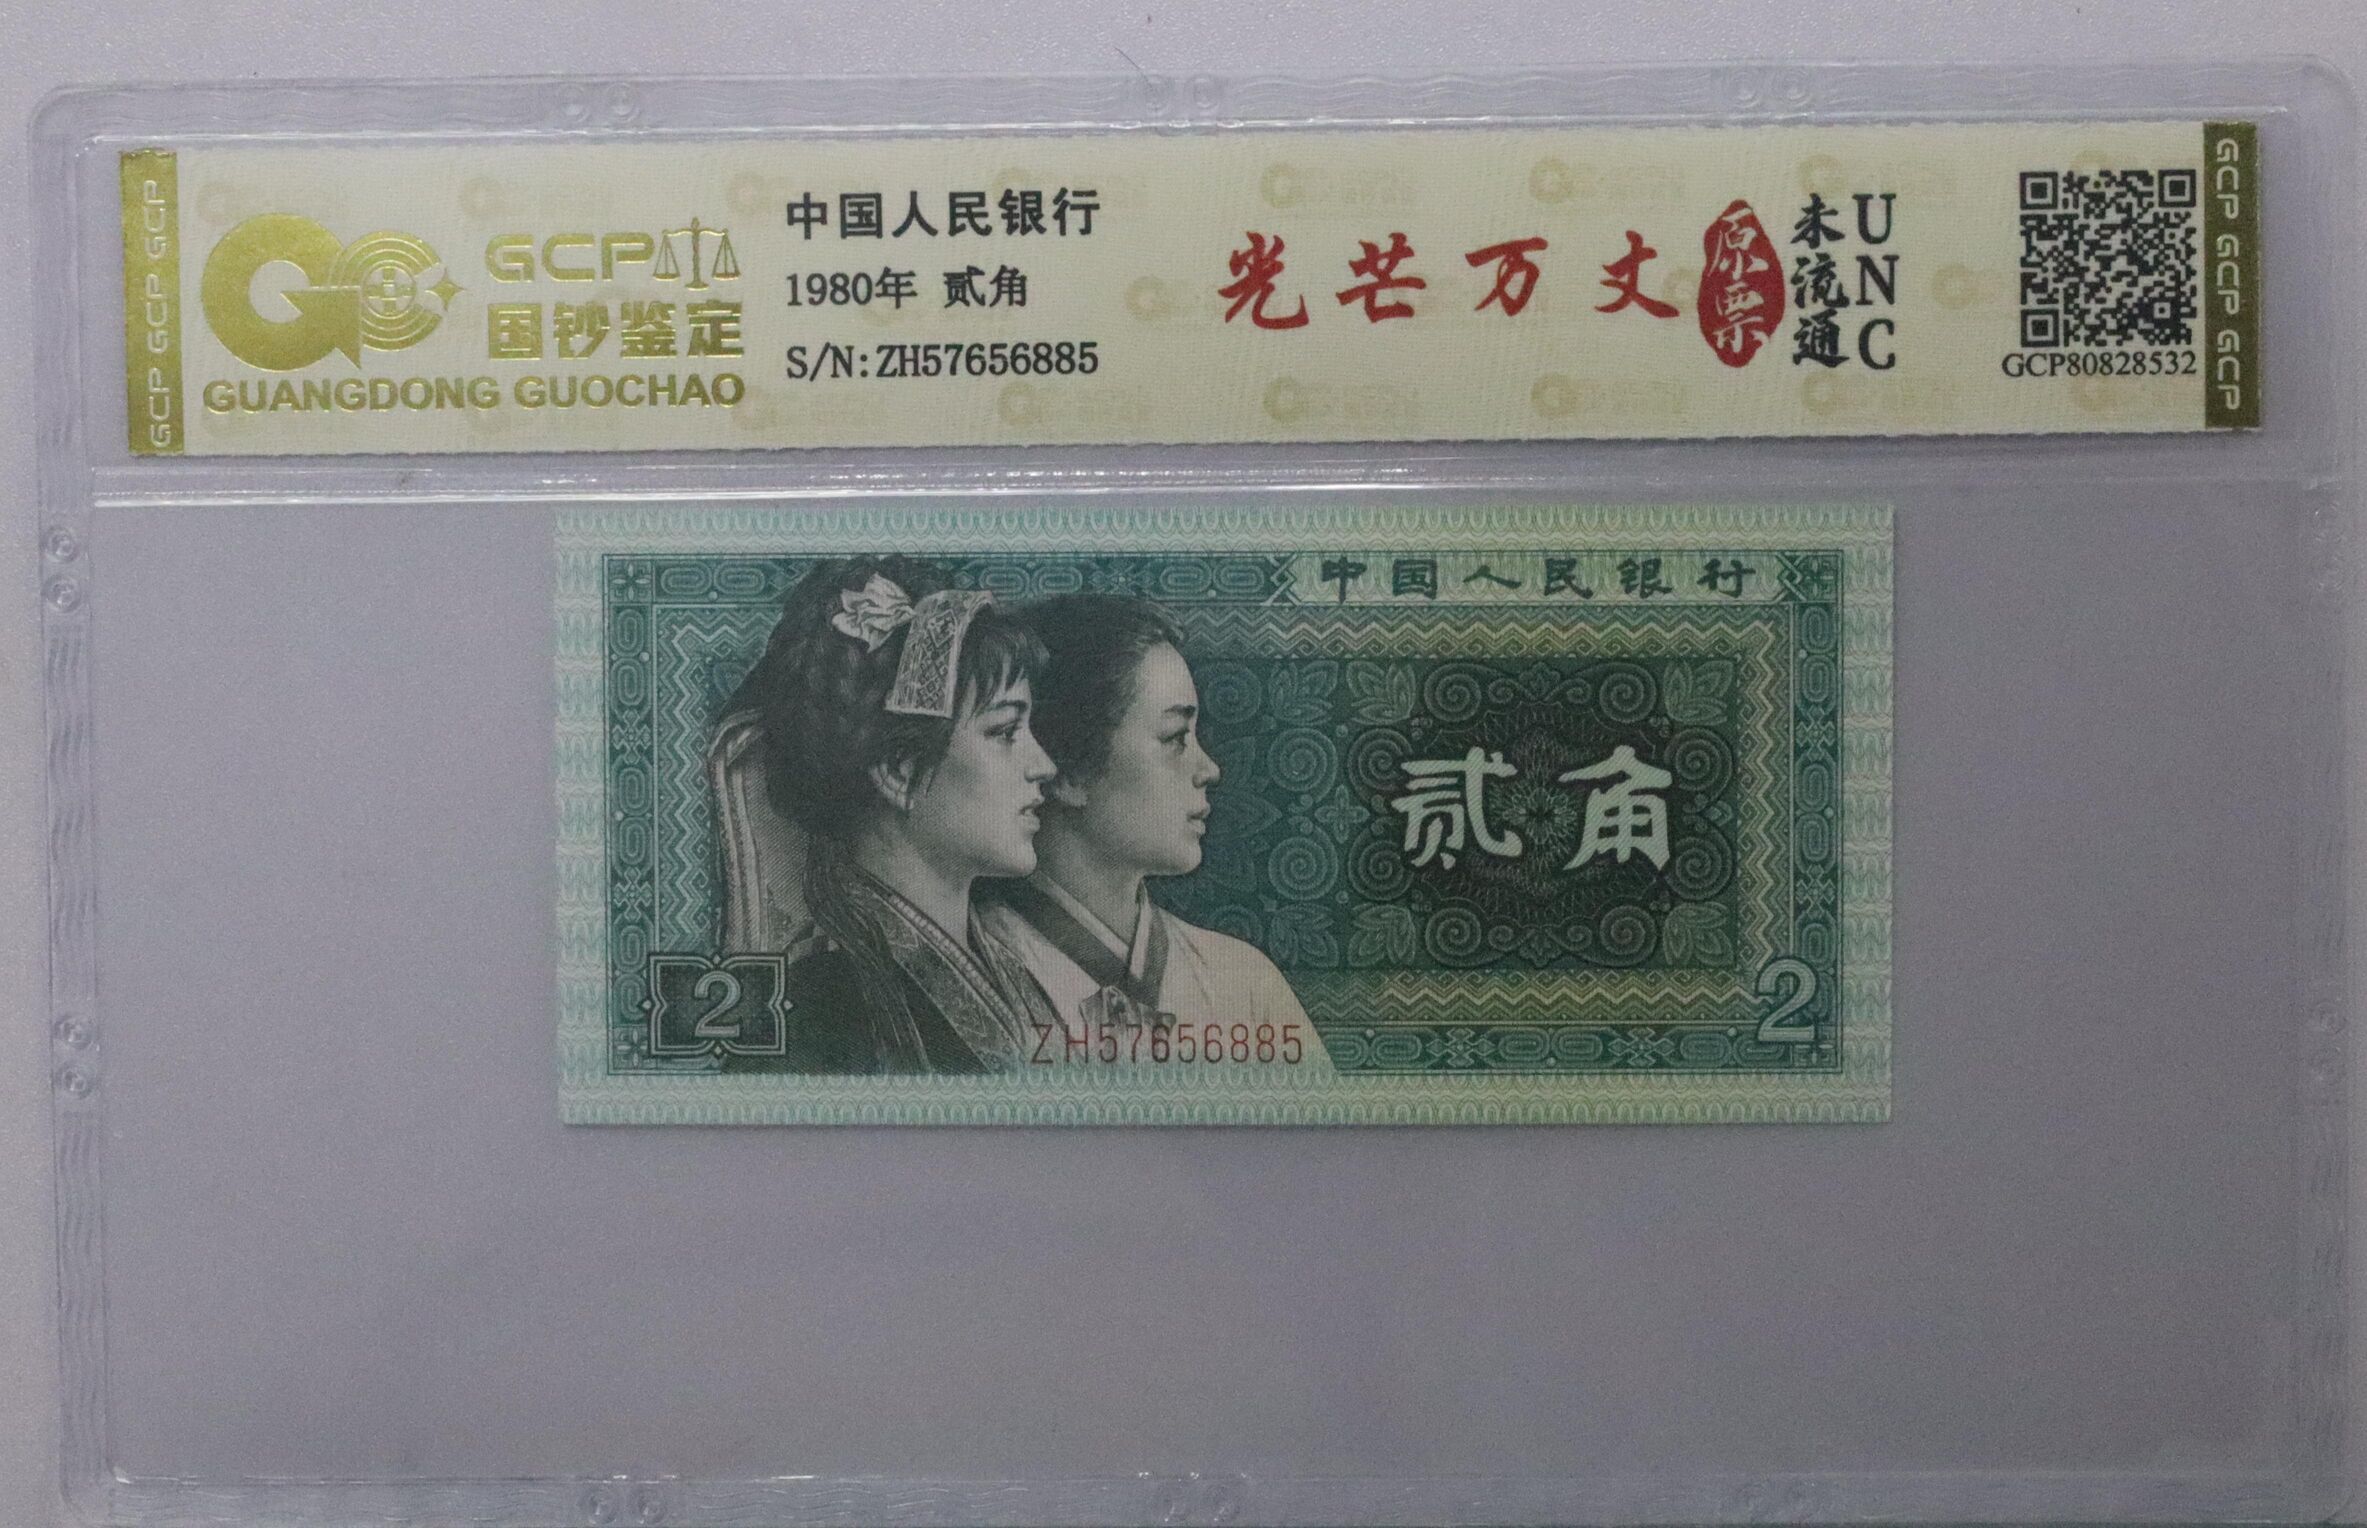 GCP GCP GCP
GCP
国钞鉴定
GUANGDONG GUOCHAO
中国人民银行
1980年 贰角
S/N:ZH57656885
光芒万丈
原票
未流通
UNC
GCP80828532
GCP GCP GCP
中国人民银行
贰角
2
2
ZH57656885